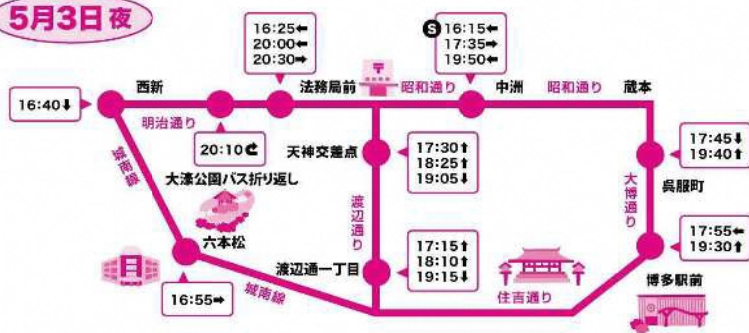 5月3日 夜
16:25←
20:00←
20:30→
S 16:15←
17:35→
19:50←
西新
法務局前
〒
昭和通り
中洲
昭和通り
蔵本
16:40↓
明治通り
20:10
大濠公園バス折り返し
天神交差点
17:30↑
18:25↑
19:05↓
17:45↓
19:40↑
呉服町
城南線
渡辺通り
大博通り
六本松
16:55→
城南線
渡辺通一丁目
17:15↑
18:10↑
19:15↓
住吉通り
17:55←
19:30↑
博多駅前